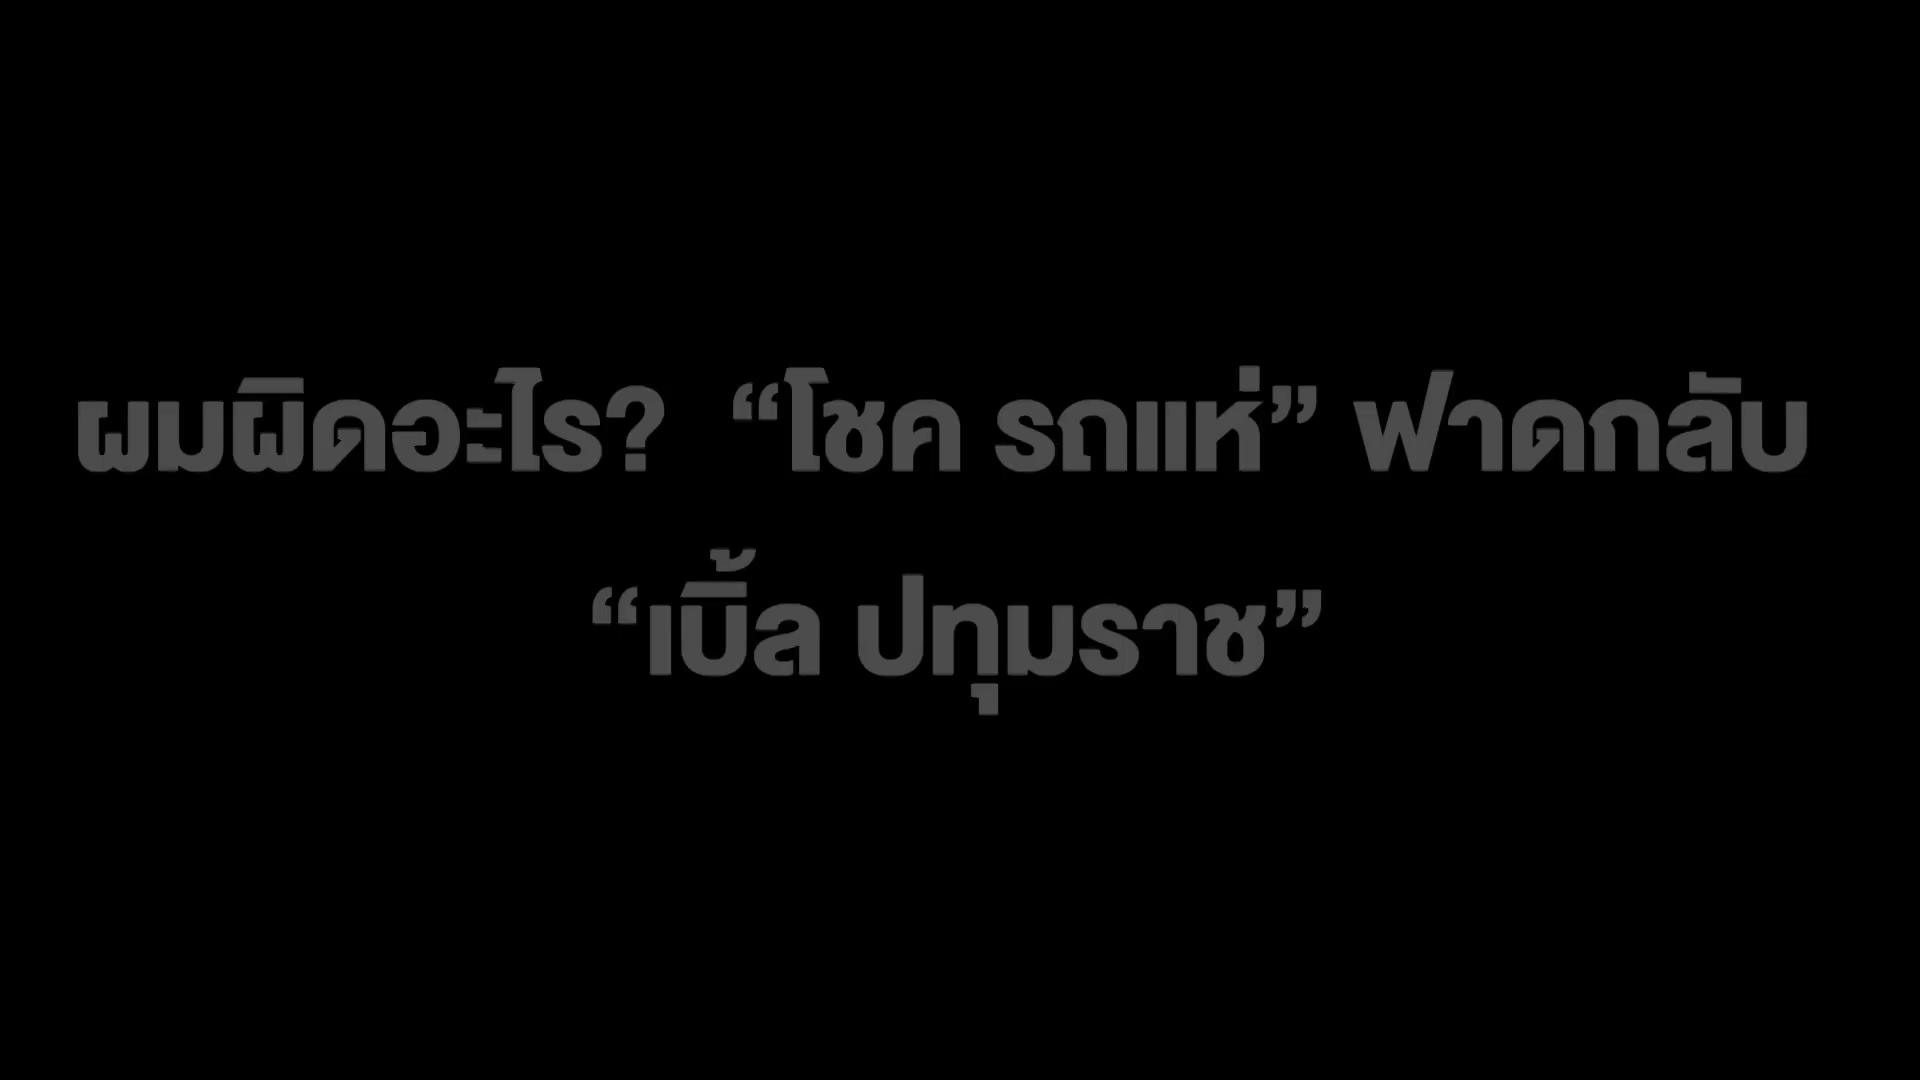 ผมผิดอะไร? “โชค รถแห่” ฟาดกลับ
“เบิ้ล ปทุมราช”